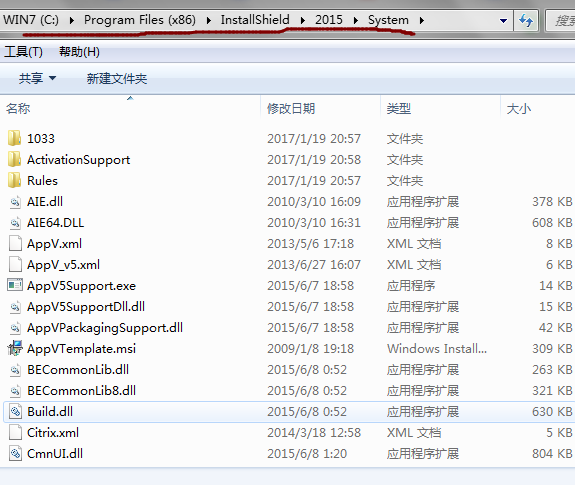 WIN7 (C:) ▸ Program Files (x86) ▸ InstallShield ▸ 2015 ▸ System ▸
工具(T) 帮助(H)
共享 新建文件夹
名称 修改日期 类型 大小
1033 2017/1/19 20:57 文件夹
ActivationSupport 2017/1/19 20:58 文件夹
Rules 2017/1/19 20:57 文件夹
AIE.dll 2010/3/10 16:09 应用程序扩展 378 KB
AIE64.DLL 2010/3/10 16:31 应用程序扩展 608 KB
AppV.xml 2013/5/6 17:18 XML 文档 8 KB
AppV_v5.xml 2013/6/27 16:07 XML 文档 6 KB
AppV5Support.exe 2015/6/7 18:58 应用程序 14 KB
AppV5SupportDll.dll 2015/6/7 18:58 应用程序扩展 15 KB
AppVPackagingSupport.dll 2015/6/7 18:58 应用程序扩展 42 KB
AppVTemplate.msi 2009/1/8 19:18 Windows Install... 309 KB
BECommonLib.dll 2015/6/8 0:52 应用程序扩展 263 KB
BECommonLib8.dll 2015/6/8 0:52 应用程序扩展 321 KB
Build.dll 2015/6/8 0:52 应用程序扩展 630 KB
Citrix.xml 2014/3/18 12:58 XML 文档 5 KB
CmnUI.dll 2015/6/8 1:20 应用程序扩展 804 KB